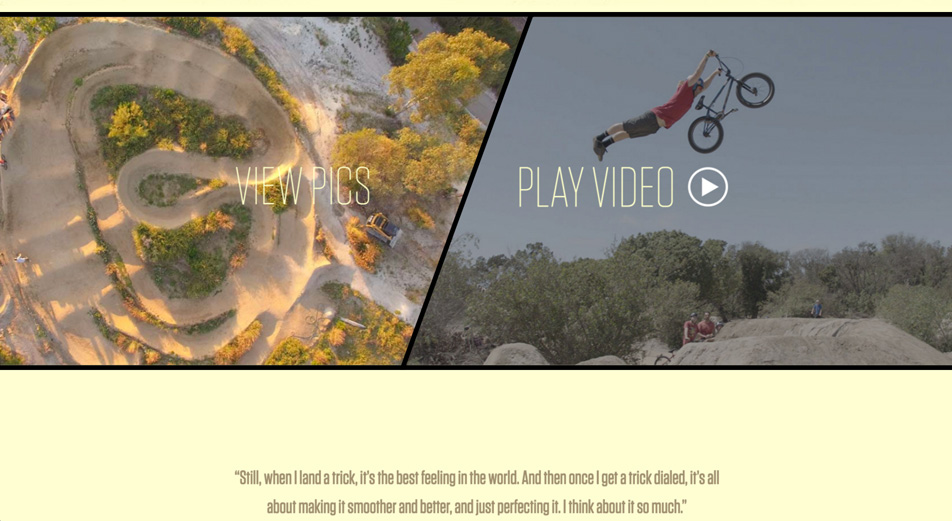 VIEW PICS
PLAY VIDEO
“Still, when I land a trick, it’s the best feeling in the world. And then once I get a trick dialed, it’s all
about making it smoother and better, and just perfecting it. I think about it so much.”